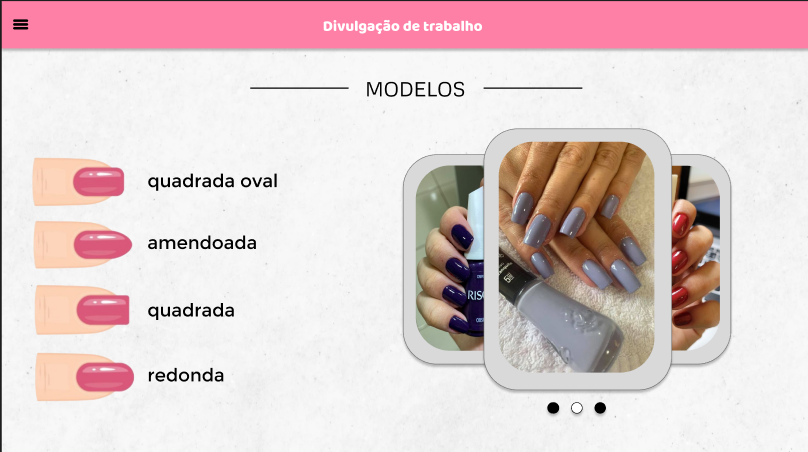 Divulgação de trabalho
MODELOS
quadrada oval
amendoada
quadrada
redonda